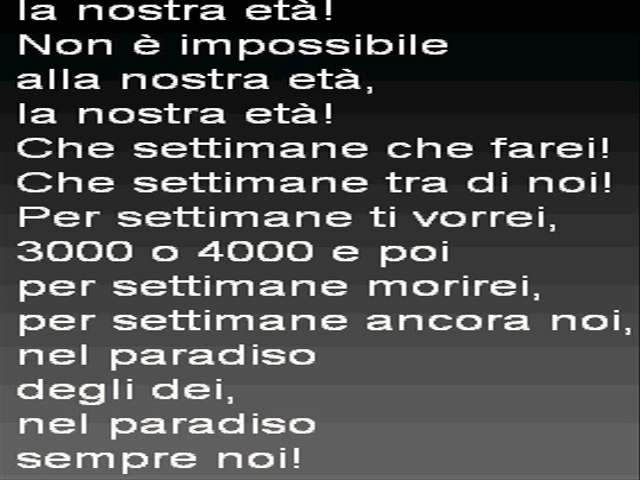 la nostra età!
Non è impossibile
alla nostra età,
la nostra età!
Che settimane che farei!
Che settimane tra di noi!
Per settimane ti vorrei,
3000 o 4000 e poi
per settimane morirei,
per settimane ancora noi,
nel paradiso
degli dei,
nel paradiso
sempre noi!